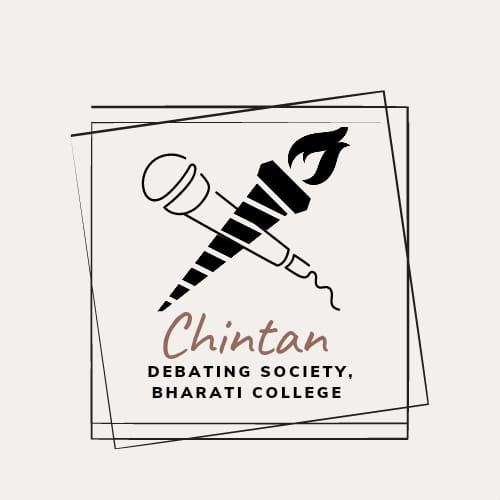 Chintan
DEBATING SOCIETY,
BHARATI COLLEGE